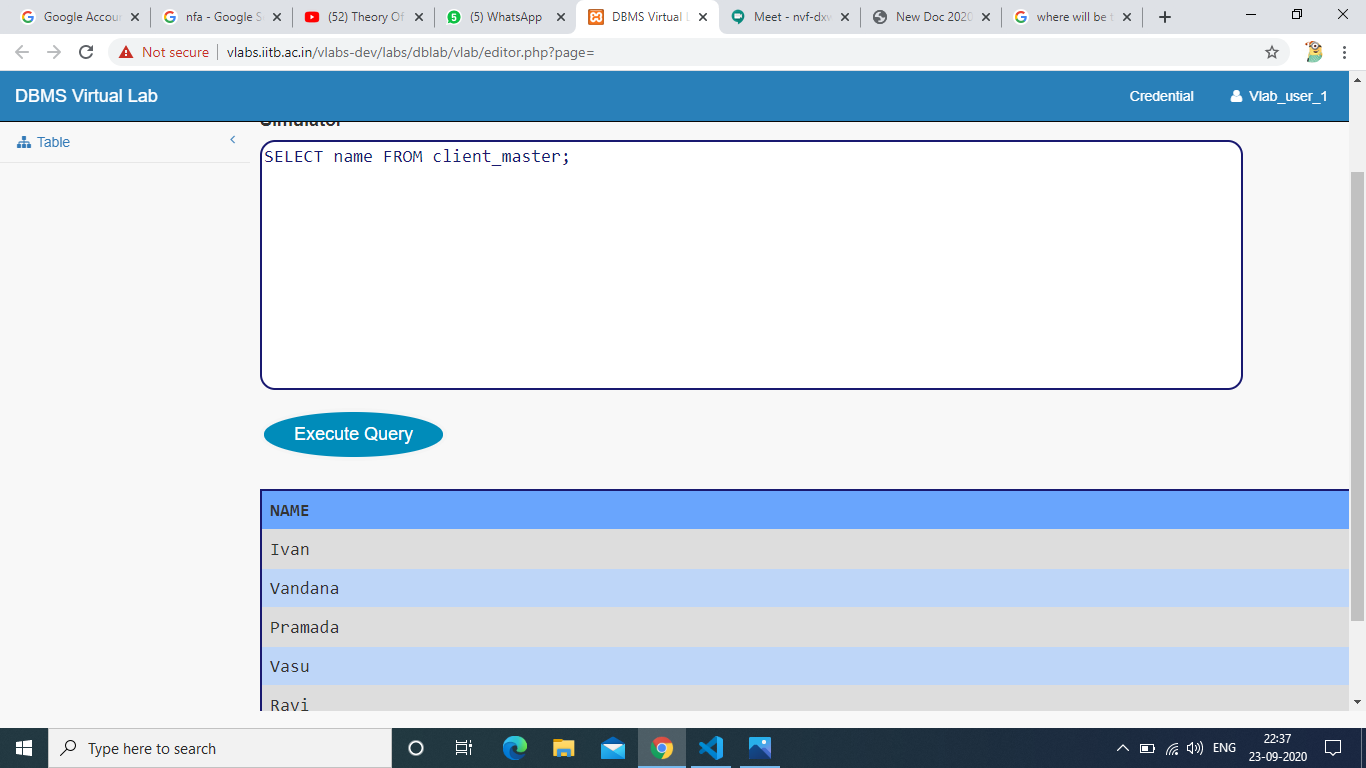 Google Accou
nfa - Google S
(52) Theory Of
(5) WhatsApp
DBMS Virtual L
Meet - nvf-dxv
New Doc 2020
where will be t
Not secure
vlabs.iitb.ac.in/vlabs-dev/labs/dblab/vlab/editor.php?page=
DBMS Virtual Lab
Credential
Vlab_user_1
Table
Simulator
SELECT name FROM client_master;
Execute Query
NAME
Ivan
Vandana
Pramada
Vasu
Ravi
Type here to search
ENG
22:37
23-09-2020